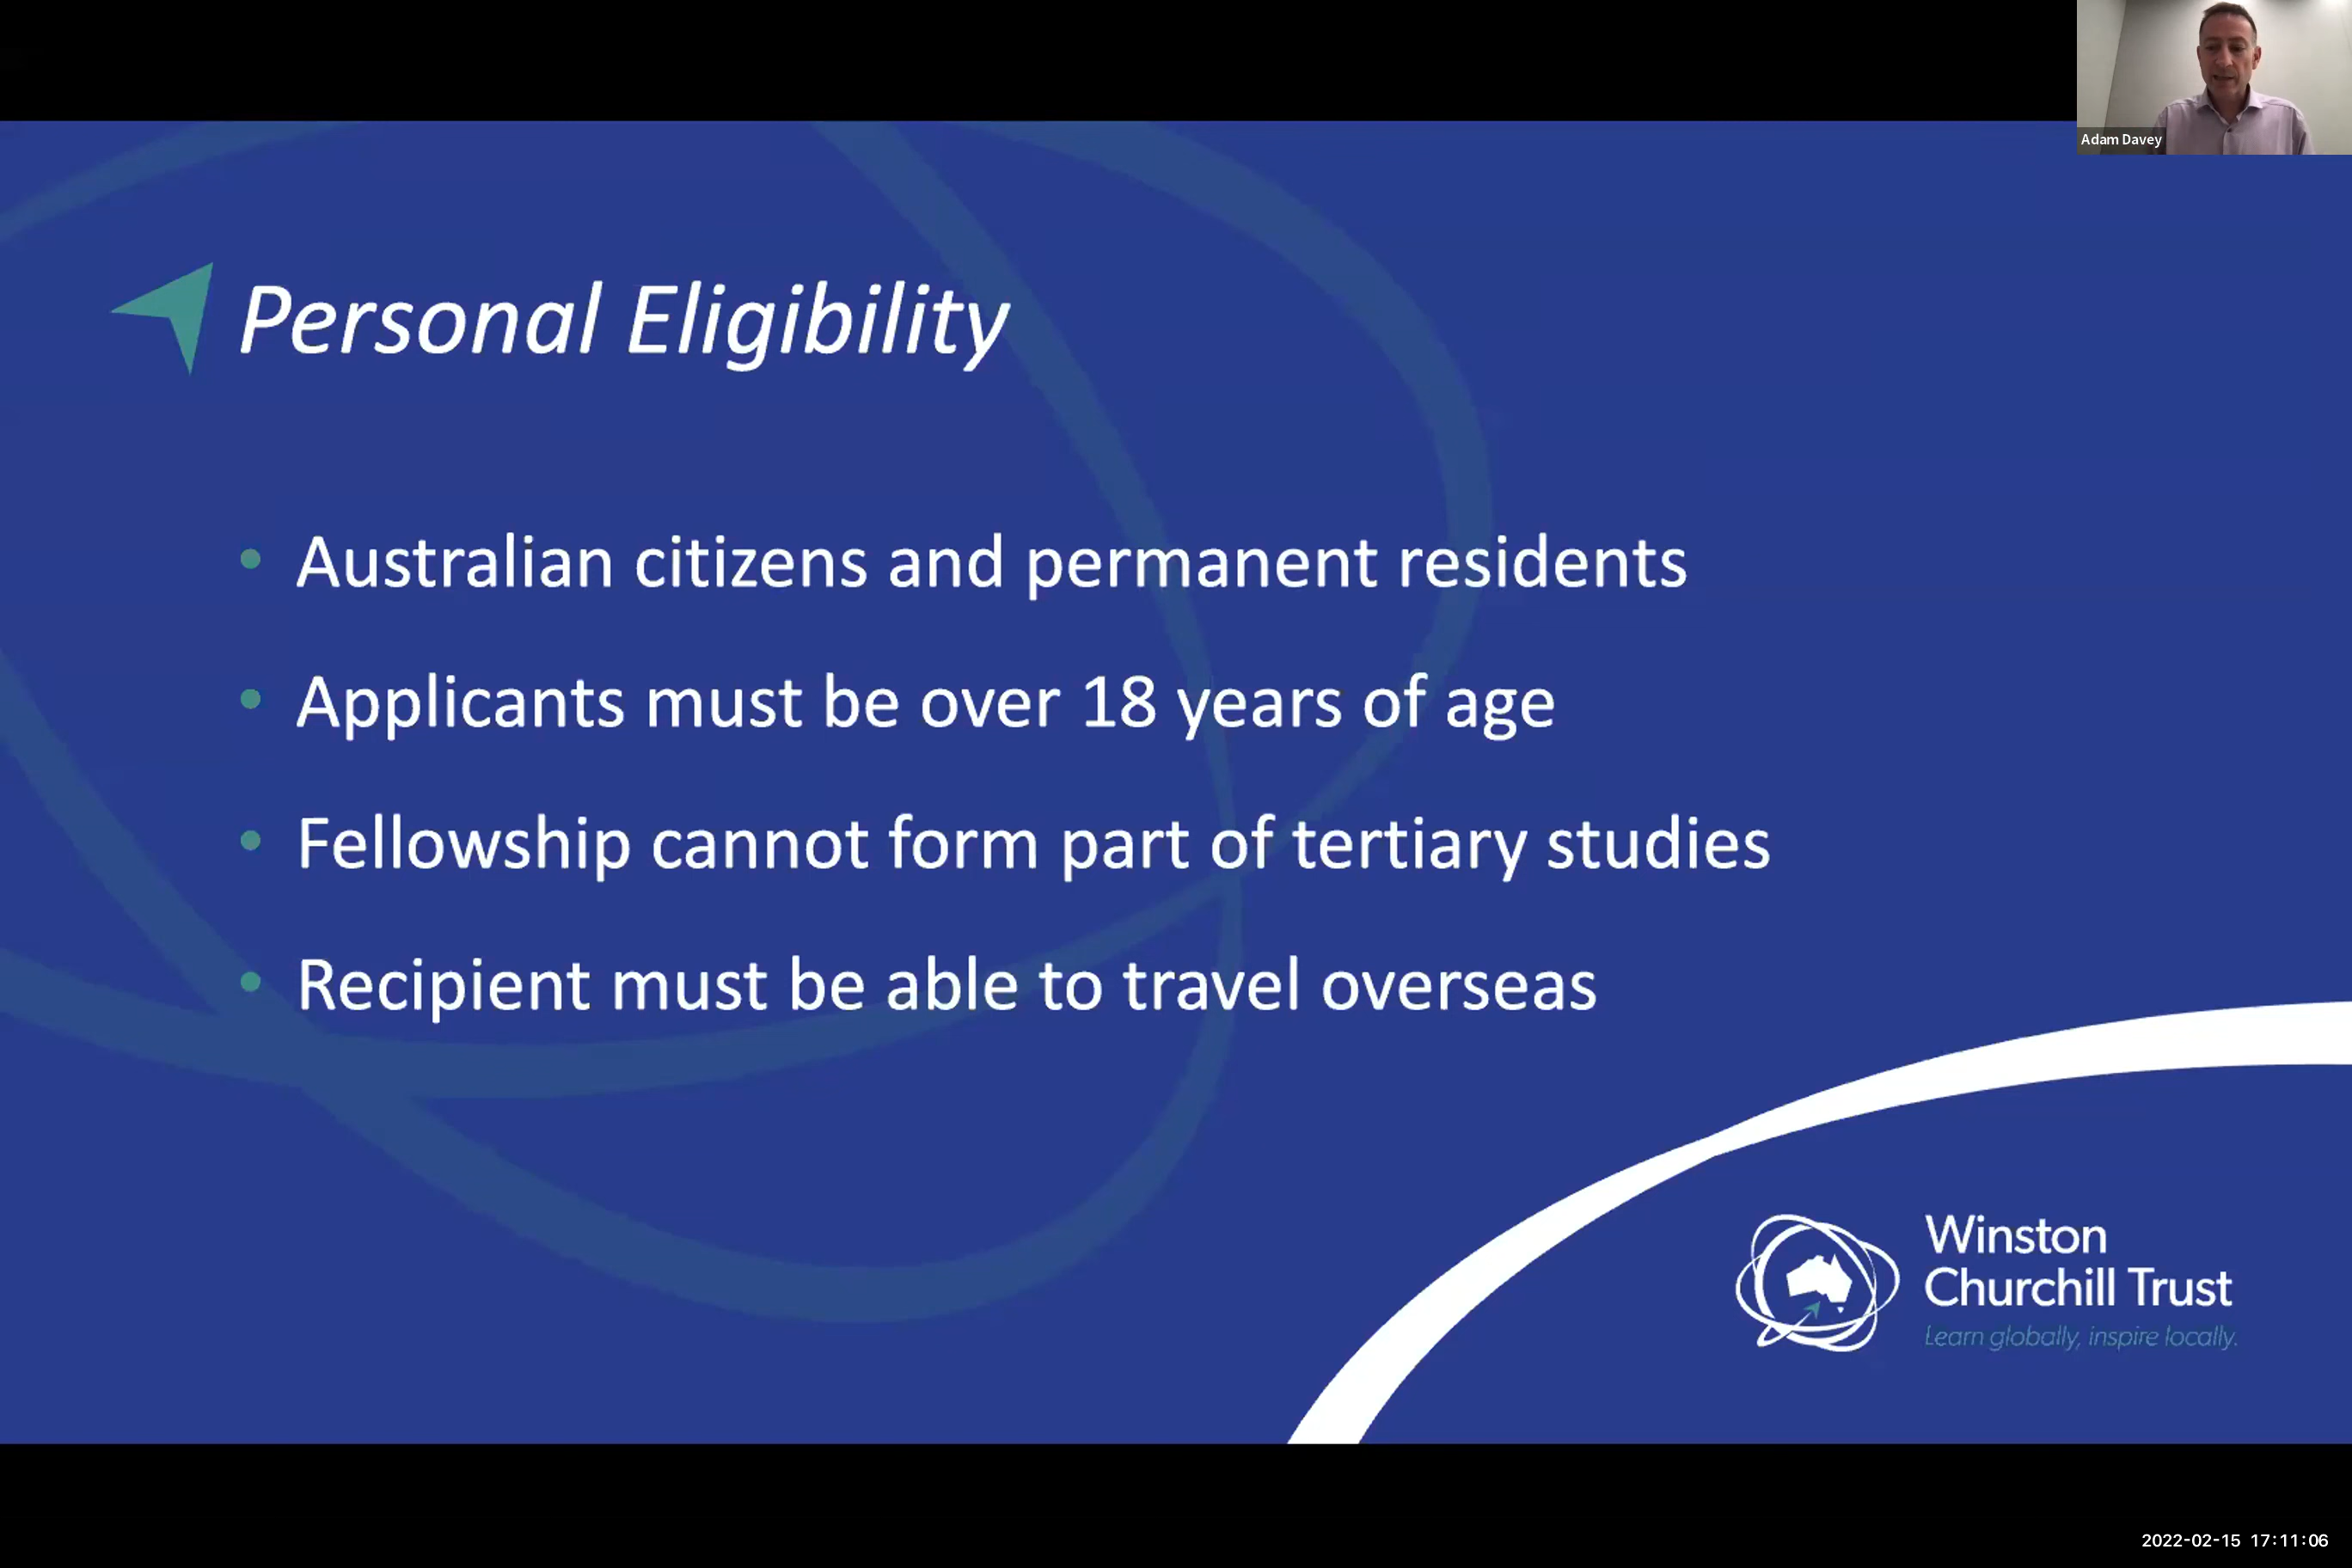 Adam Davey
Personal Eligibility
• Australian citizens and permanent residents
• Applicants must be over 18 years of age
• Fellowship cannot form part of tertiary studies
• Recipient must be able to travel overseas
Winston
Churchill Trust
Learn globally, inspire locally.
2022-02-15 17:11:06